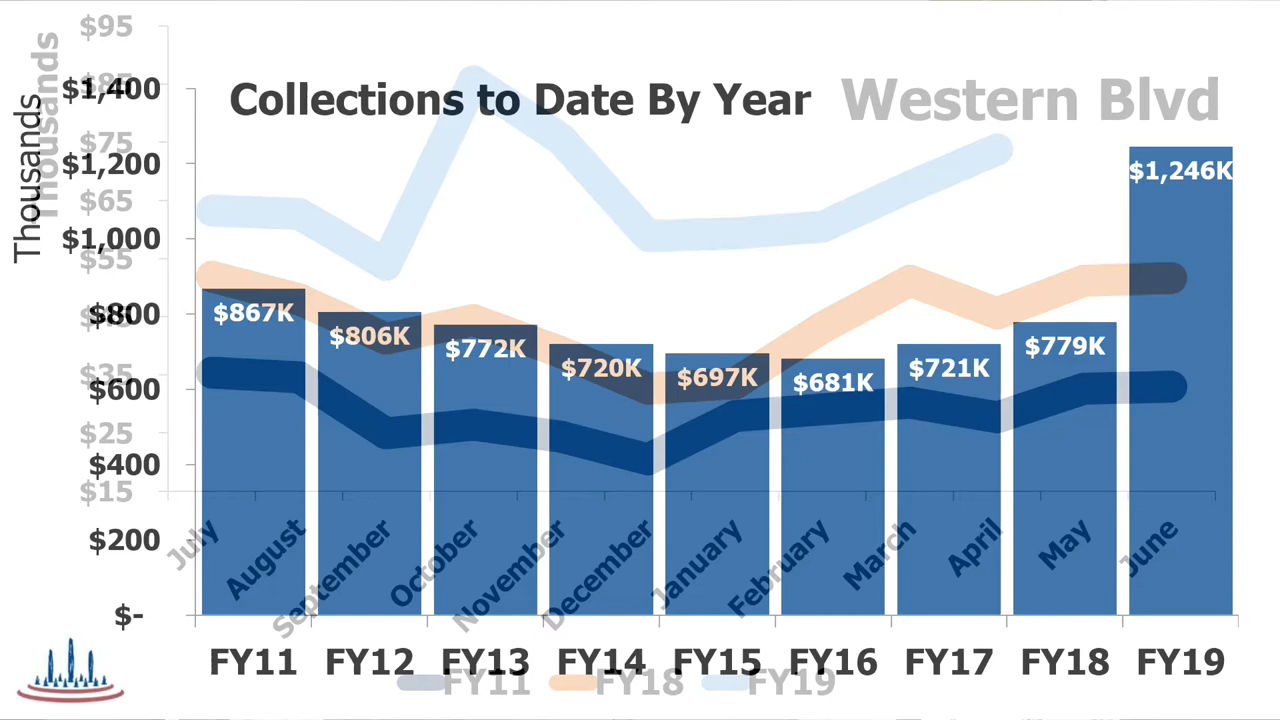 $95
Thousands
$85
$1,400
Collections to Date By Year
Western Blvd
Thousands
$75
$1,200
$1,246K
$65
$1,000
$55
$867K
$800
$806K
$772K
$779K
$720K
$721K
$697K
$681K
$35
$600
$25
$400
$15
$200
July
August
September
October
November
December
January
February
March
April
May
June
$-
FY11
FY12
FY13
FY14
FY15
FY16
FY17
FY18
FY19
FY11
FY18
FY19